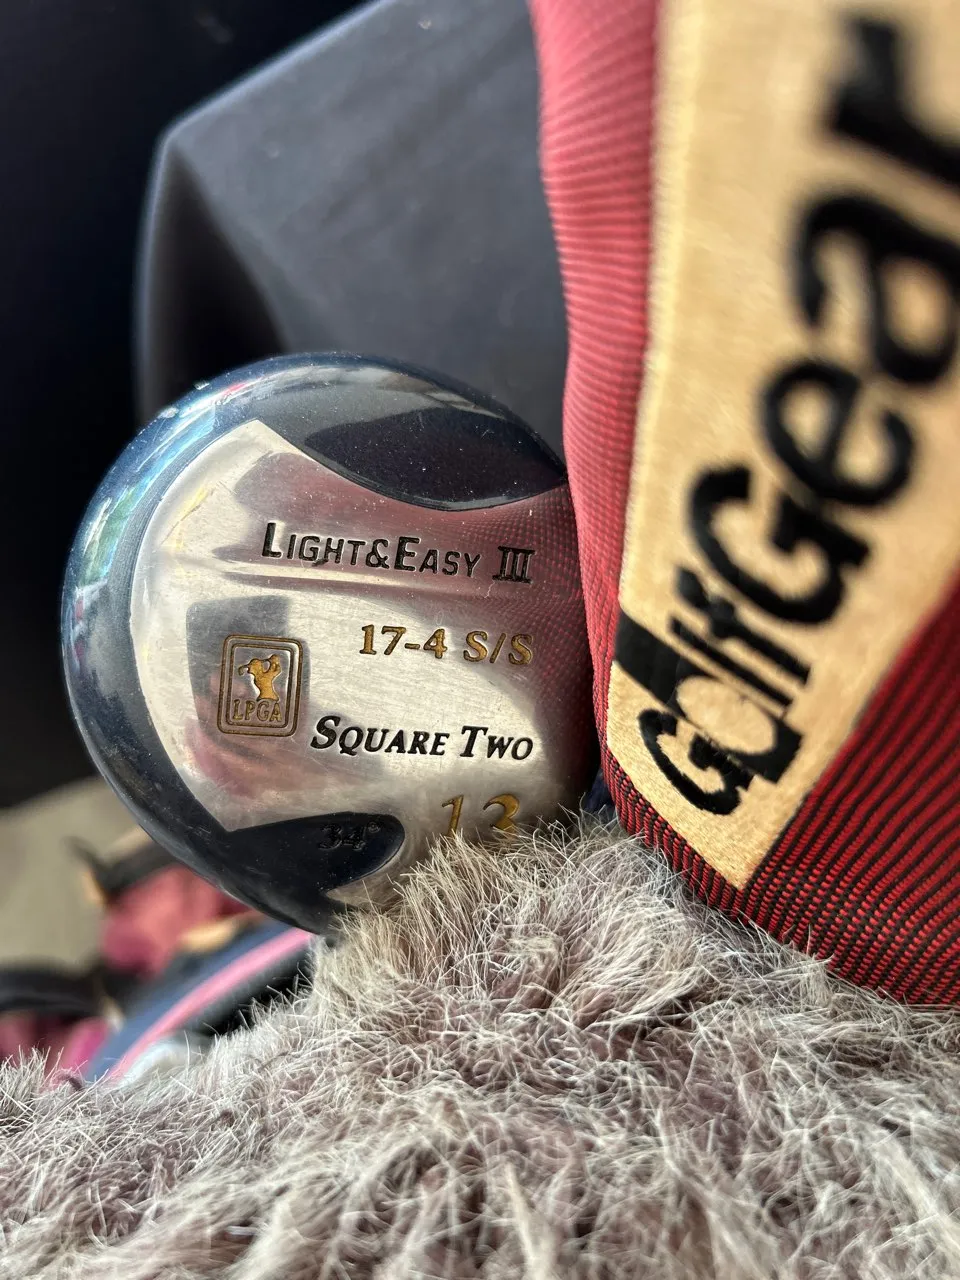 LIGHT&EASY III
17-4 S/S
LPGA
SQUARE TWO
13
34°
GolfGear